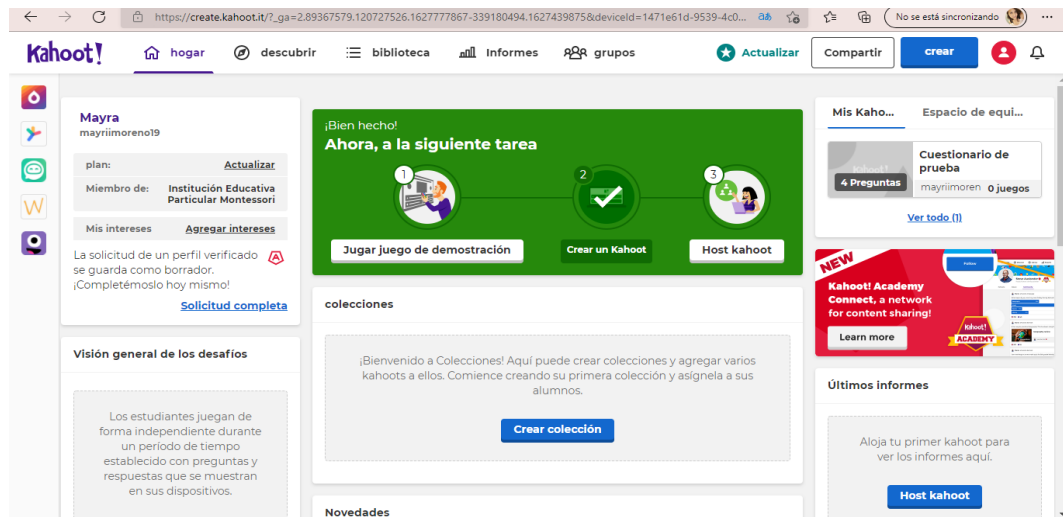 https://create.kahoot.it/?_ga=2.89367579.120727526.1627777867-339180494.1627439875&deviceId=1471e61d-9539-4c0...
aあ
No se está sincronizando
Kahoot!
hogar
descubrir
biblioteca
Informes
grupos
Actualizar
Compartir
crear
Mayra
mayriimoreno19
plan: Actualizar
Miembro de: Institución Educativa
Particular Montessori
Mis intereses Agregar intereses
La solicitud de un perfil verificado
se guarda como borrador.
¡Completémoslo hoy mismo!
Solicitud completa
Visión general de los desafíos
Los estudiantes juegan de
forma independiente durante
un período de tiempo
establecido con preguntas y
respuestas que se muestran
en sus dispositivos.
¡Bien hecho!
Ahora, a la siguiente tarea
1
2
3
Jugar juego de demostración
Crear un Kahoot
Host kahoot
colecciones
¡Bienvenido a Colecciones! Aquí puede crear colecciones y agregar varios
kahoots a ellos. Comience creando su primera colección y asígnela a sus
alumnos.
Crear colección
Novedades
Mis Kaho...
Espacio de equi...
Kahoot!
4 Preguntas
Cuestionario de
prueba
mayriimoren 0 juegos
Ver todo (1)
NEW
Kahoot! Academy
Connect, a network
for content sharing!
Learn more
Follow
Kahoot!
ACADEMY
Últimos informes
Aloja tu primer kahoot para
ver los informes aquí.
Host kahoot